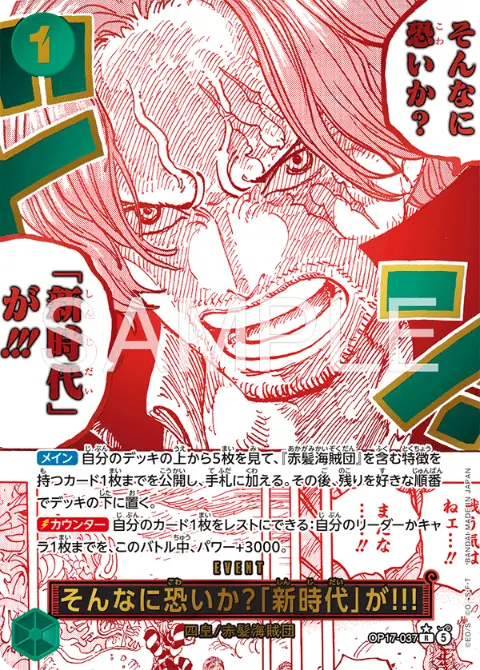 1
そんなに
恐いか？
「新時代」
が!!!
SAMPLE
メイン 自分のデッキの上から5枚を見て、『赤髪海賊団』を含む特徴を
持つカード1枚までを公開し、手札に加える。その後、残りを好きな順番
でデッキの下に置く。
カウンター 自分のカード1枚をレストにできる：自分のリーダーかキャ
ラ1枚までを、このバトル中、パワー+3000。
EVENT
そんなに恐いか?「新時代」が!!!
四皇/赤髪海賊団
OP17-037 R 5
ねェ…!!
まだな
……!!